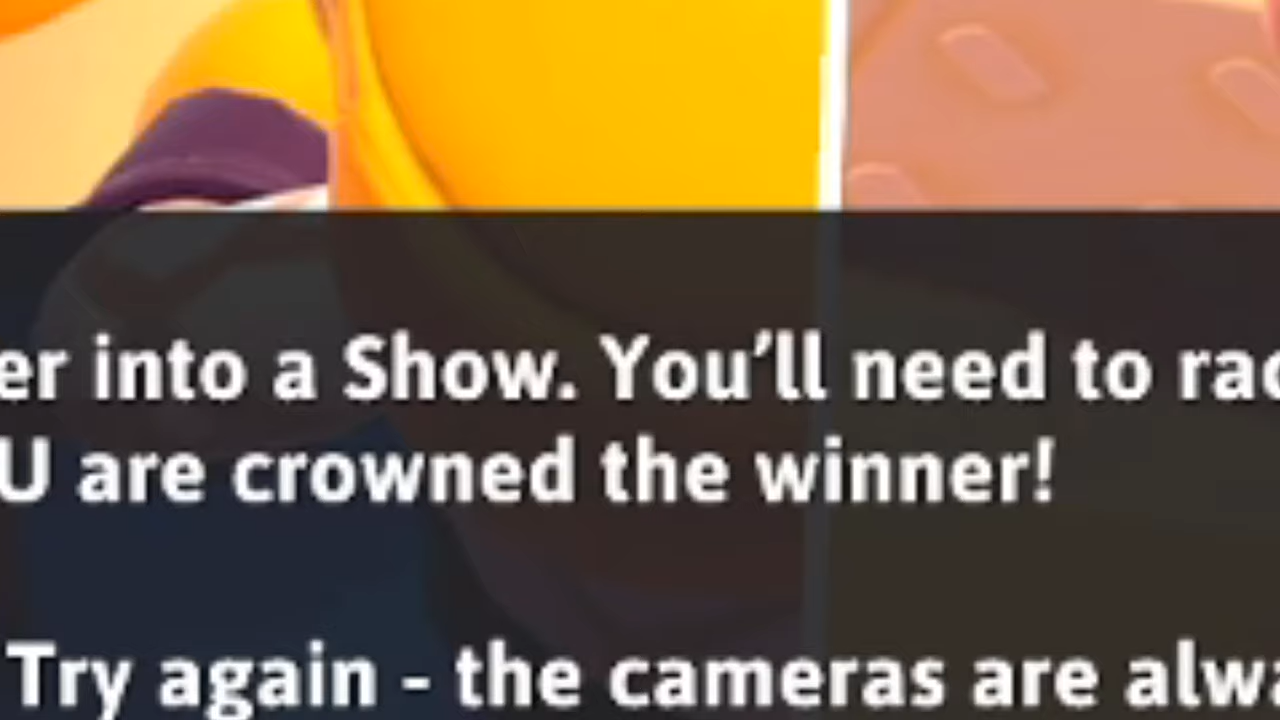 er into a Show. You’ll need to rac
U are crowned the winner!
Try again - the cameras are alwa